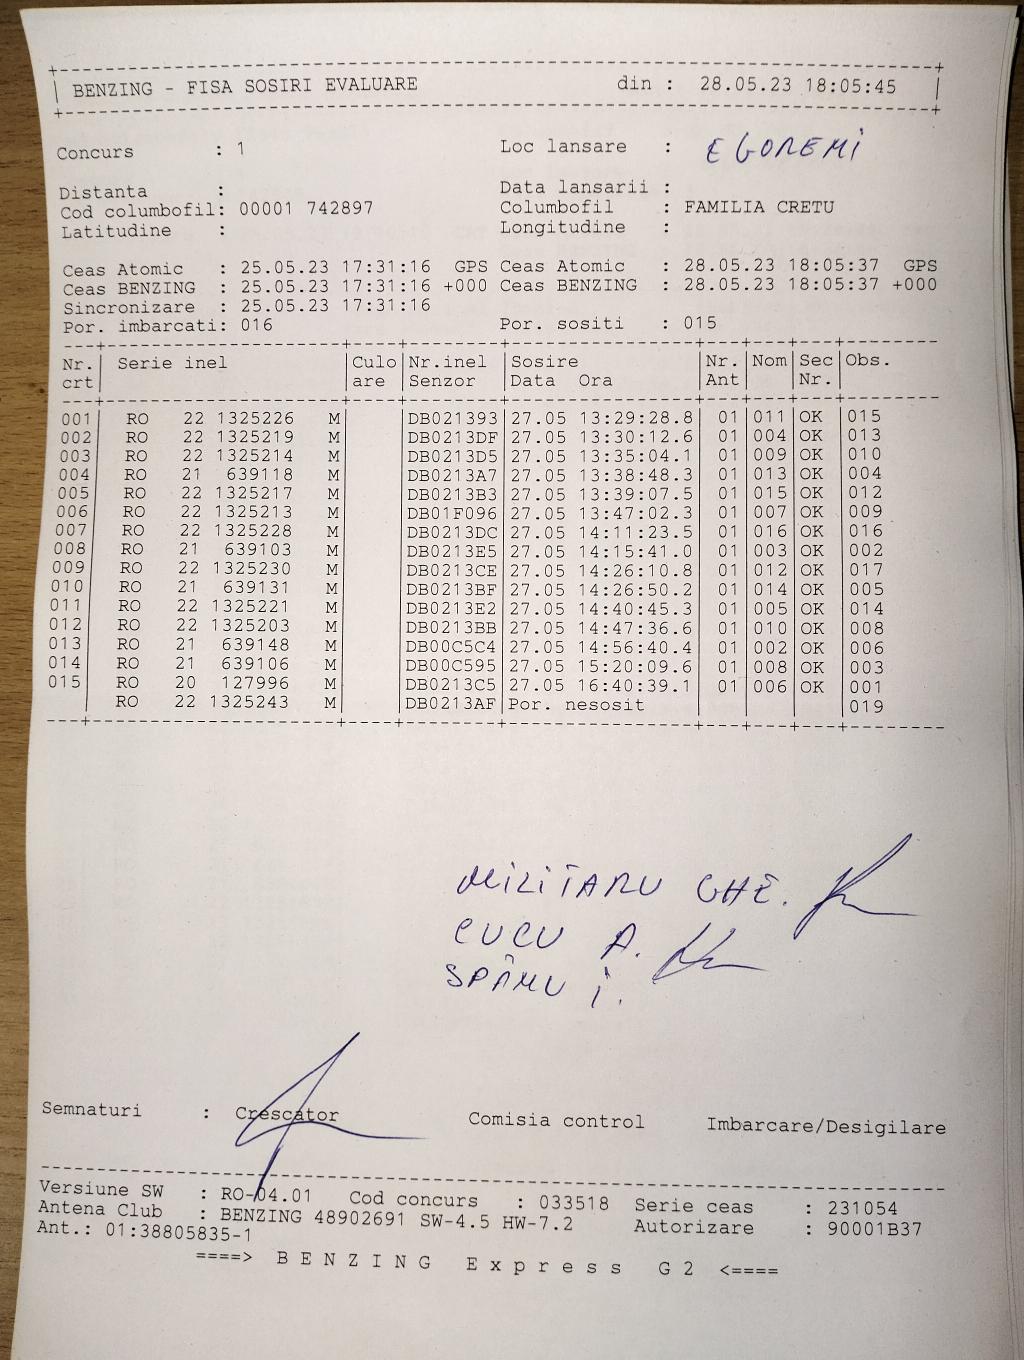 BENZING - FISA SOSIRI EVALUARE din : 28.05.23 18:05:45
Concurs : 1 Loc lansare : EGOREMI
Distanta : Data lansarii :
Cod columbofil: 00001 742897 Columbofil : FAMILIA CRETU
Latitudine : Longitudine :
Ceas Atomic : 25.05.23 17:31:16 GPS Ceas Atomic : 28.05.23 18:05:37 GPS
Ceas BENZING : 25.05.23 17:31:16 +000 Ceas BENZING : 28.05.23 18:05:37 +000
Sincronizare : 25.05.23 17:31:16
Por. imbarcati: 016 Por. sositi : 015
Nr. Serie inel Culo Nr.inel Sosire Nr. Nom Sec Obs.
crt are Senzor Data Ora Ant Nr.
001 RO 22 1325226 M DB021393 27.05 13:29:28.8 01 011 OK 015
002 RO 22 1325219 M DB0213DF 27.05 13:30:12.6 01 004 OK 013
003 RO 22 1325214 M DB0213D5 27.05 13:35:04.1 01 009 OK 010
004 RO 21 639118 M DB0213A7 27.05 13:38:48.3 01 013 OK 004
005 RO 22 1325217 M DB0213B3 27.05 13:39:07.5 01 015 OK 012
006 RO 22 1325213 M DB01F096 27.05 13:47:02.3 01 007 OK 009
007 RO 22 1325228 M DB0213DC 27.05 14:11:23.5 01 016 OK 016
008 RO 21 639103 M DB0213E5 27.05 14:15:41.0 01 003 OK 002
009 RO 22 1325230 M DB0213CE 27.05 14:26:10.8 01 012 OK 017
010 RO 21 639131 M DB0213BF 27.05 14:26:50.2 01 014 OK 005
011 RO 22 1325221 M DB0213E2 27.05 14:40:45.3 01 005 OK 014
012 RO 22 1325203 M DB0213BB 27.05 14:47:36.6 01 010 OK 008
013 RO 21 639148 M DB00C5C4 27.05 14:56:40.4 01 002 OK 006
014 RO 21 639106 M DB00C595 27.05 15:20:09.6 01 008 OK 003
015 RO 20 127996 M DB0213C5 27.05 16:40:39.1 01 006 OK 001
RO 22 1325243 M DB0213AF Por. nesosit 019
MILITARU GHE.
CUCU A.
SPÂNU I.
Semnaturi : Crescator Comisia control Imbarcare/Desigilare
Versiune SW : RO-04.01 Cod concurs : 033518 Serie ceas : 231054
Antena Club : BENZING 48902691 SW-4.5 HW-7.2 Autorizare : 90001B37
Ant.: 01:38805835-1
====> B E N Z I N G E x p r e s s G 2 <====